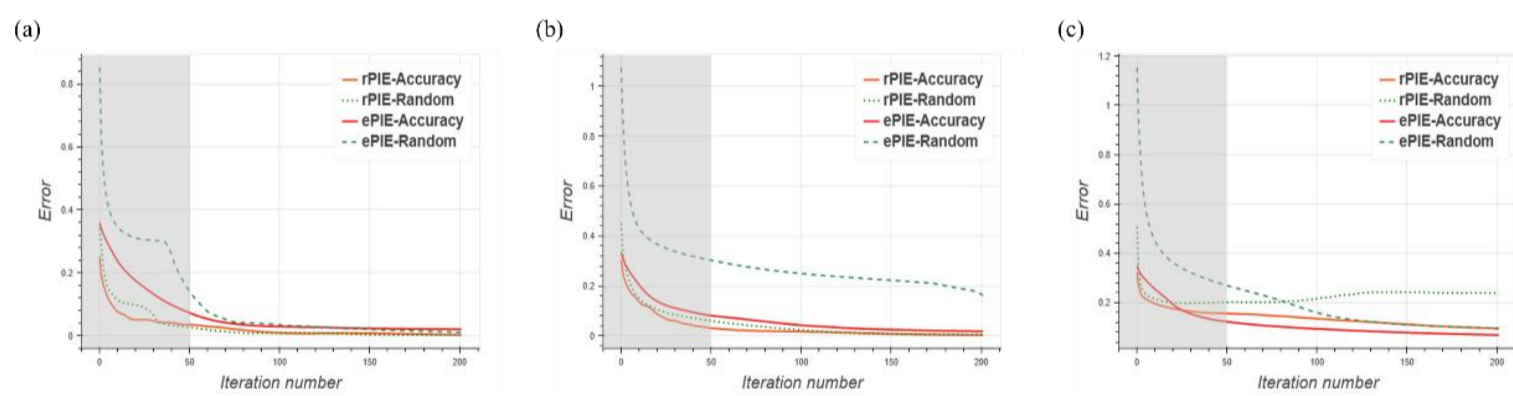 (a)
0.8
0.6
0.4
0.2
0
0
50
100
150
200
Error
Iteration number
rPIE-Accuracy
rPIE-Random
ePIE-Accuracy
ePIE-Random
(b)
1
0.8
0.6
0.4
0.2
0
0
50
100
150
200
Error
Iteration number
rPIE-Accuracy
rPIE-Random
ePIE-Accuracy
ePIE-Random
(c)
1.2
1
0.8
0.6
0.4
0.2
0
50
100
150
200
Error
Iteration number
rPIE-Accuracy
rPIE-Random
ePIE-Accuracy
ePIE-Random